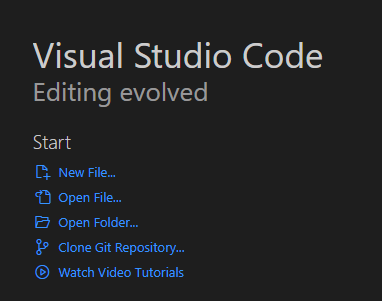 Visual Studio Code
Editing evolved
Start
New File...
Open File...
Open Folder...
Clone Git Repository...
Watch Video Tutorials